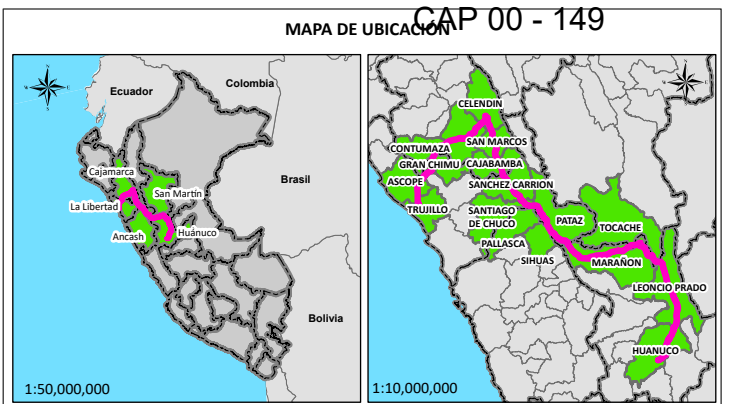 CAP 00 - 149
MAPA DE UBICACIÓN
Ecuador
Colombia
Cajamarca
San Martín
Brasil
La Libertad
Ancash
Huánuco
Bolivia
1:50,000,000
CELENDIN
SAN MARCOS
CONTUMAZA
GRAN CHIMU
CAJABAMBA
ASCOPE
SANCHEZ CARRION
TRUJILLO
SANTIAGO
DE CHUCO
PATAZ
TOCACHE
PALLASCA
SIHUAS
MARAÑON
LEONCIO PRADO
HUANUCO
1:10,000,000